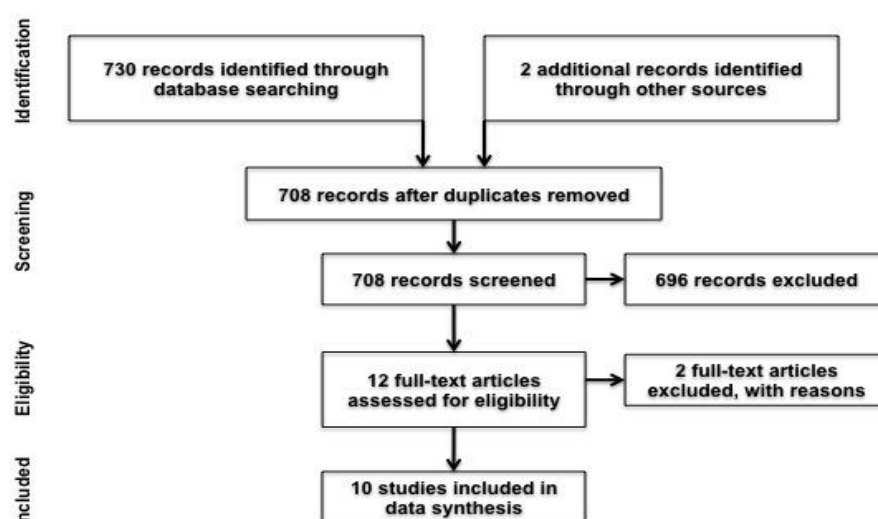 Identification
730 records identified through
database searching
2 additional records identified
through other sources
708 records after duplicates removed
Screening
708 records screened
696 records excluded
Eligibility
12 full-text articles
assessed for eligibility
2 full-text articles
excluded, with reasons
ncluded
10 studies included in
data synthesis